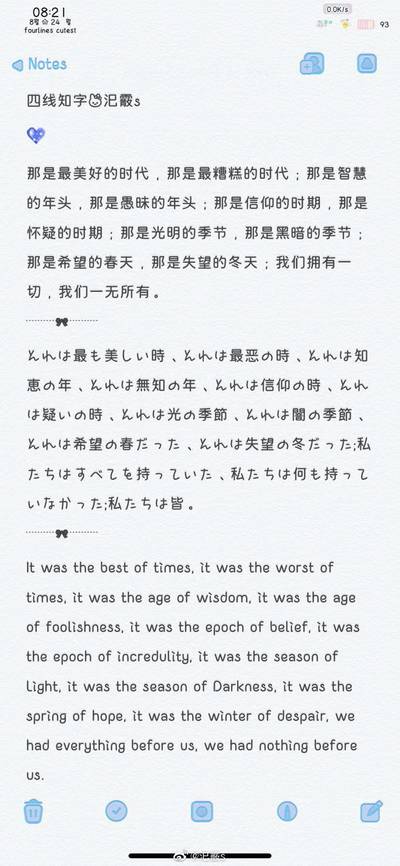 08:21
0.0K/s
93
fourlines cutest
Notes
四线知字
那是最美好的时代，那是最糟糕的时代；那是智慧
的年头，那是愚昧的年头；那是信仰的时期，那是
怀疑的时期；那是光明的季节，那是黑暗的季节；
那是希望的春天，那是失望的冬天；我们拥有一
切，我们一无所有。
それは最も美しい時、それは最悪の時、それは知
恵の年、それは無知の年、それは信仰の時、それ
は疑いの時、それは光の季節、それは闇の季節、
それは希望の春だった、それは失望の冬だった;私
たちはすべてを持っていた、私たちは何も持って
いなかった;私たちは皆。
It was the best of times, it was the worst of
times, it was the age of wisdom, it was the age
of foolishness, it was the epoch of belief, it was
the epoch of incredulity, it was the season of
Light, it was the season of Darkness, it was the
spring of hope, it was the winter of despair, we
had everything before us, we had nothing before
us.